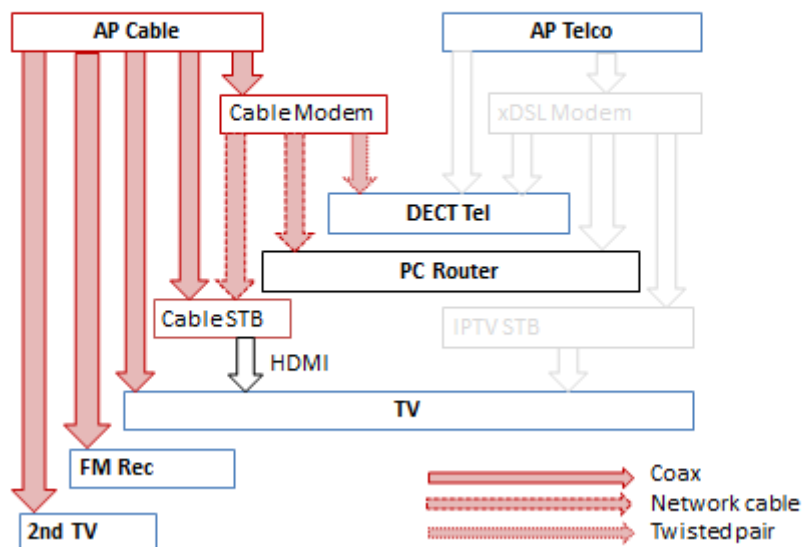 AP Cable
AP Telco
Cable Modem
xDSL Modem
DECT Tel
PC Router
Cable STB
IPTV STB
HDMI
TV
FM Rec
Coax
Network cable
2nd TV
Twisted pair